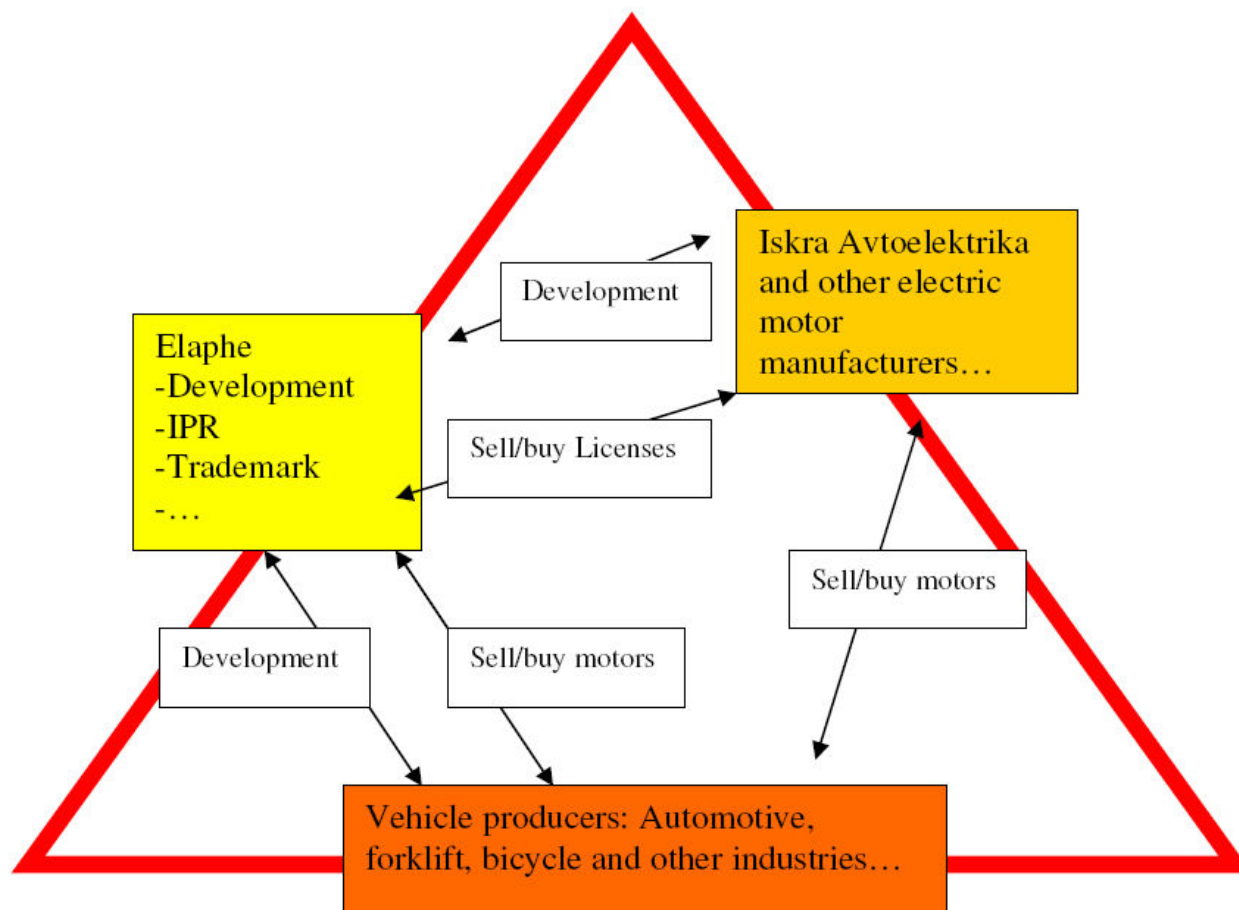 Iskra Avtoelektrika
and other electric
motor
manufacturers…
Development
Elaphe
-Development
-IPR
-Trademark
-…
Sell/buy Licenses
Sell/buy motors
Development
Sell/buy motors
Vehicle producers: Automotive,
forklift, bicycle and other industries…